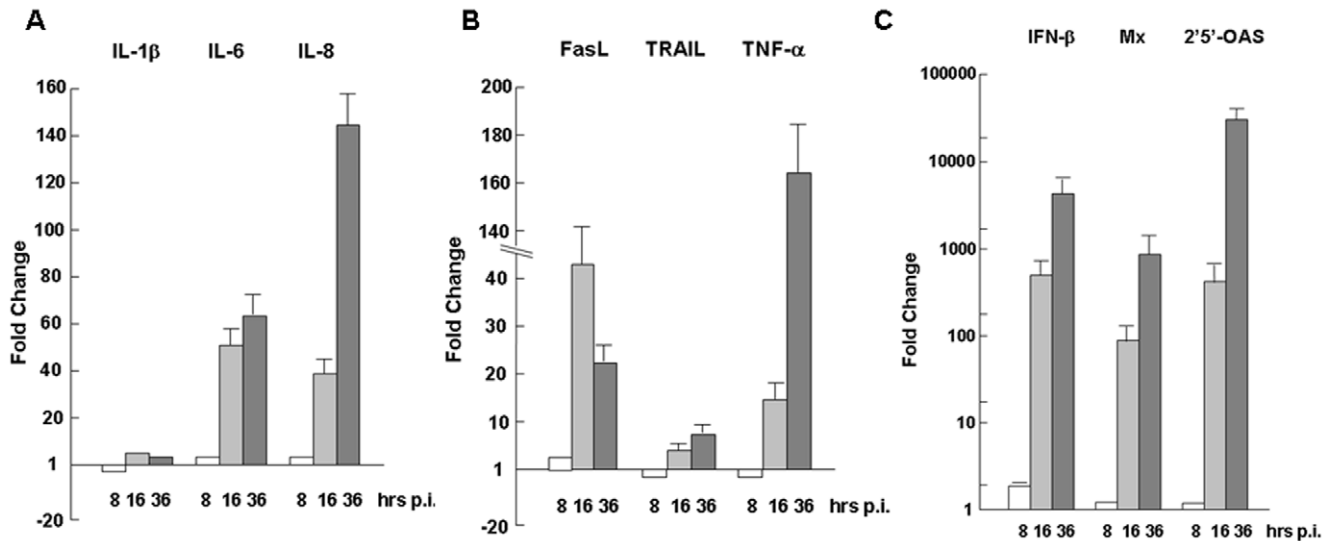 A
IL-1β IL-6 IL-8
Fold Change
160
140
120
100
80
60
40
20
1
-20
8 16 36 8 16 36 8 16 36 hrs p.i.
B
FasL TRAIL TNF-α
Fold Change
200
180
160
140
40
30
20
10
1
-20
8 16 36 8 16 36 8 16 36 hrs p.i.
C
IFN-β Mx 2'5'-OAS
Fold Change
100000
10000
1000
100
10
1
8 16 36 8 16 36 8 16 36 hrs p.i.